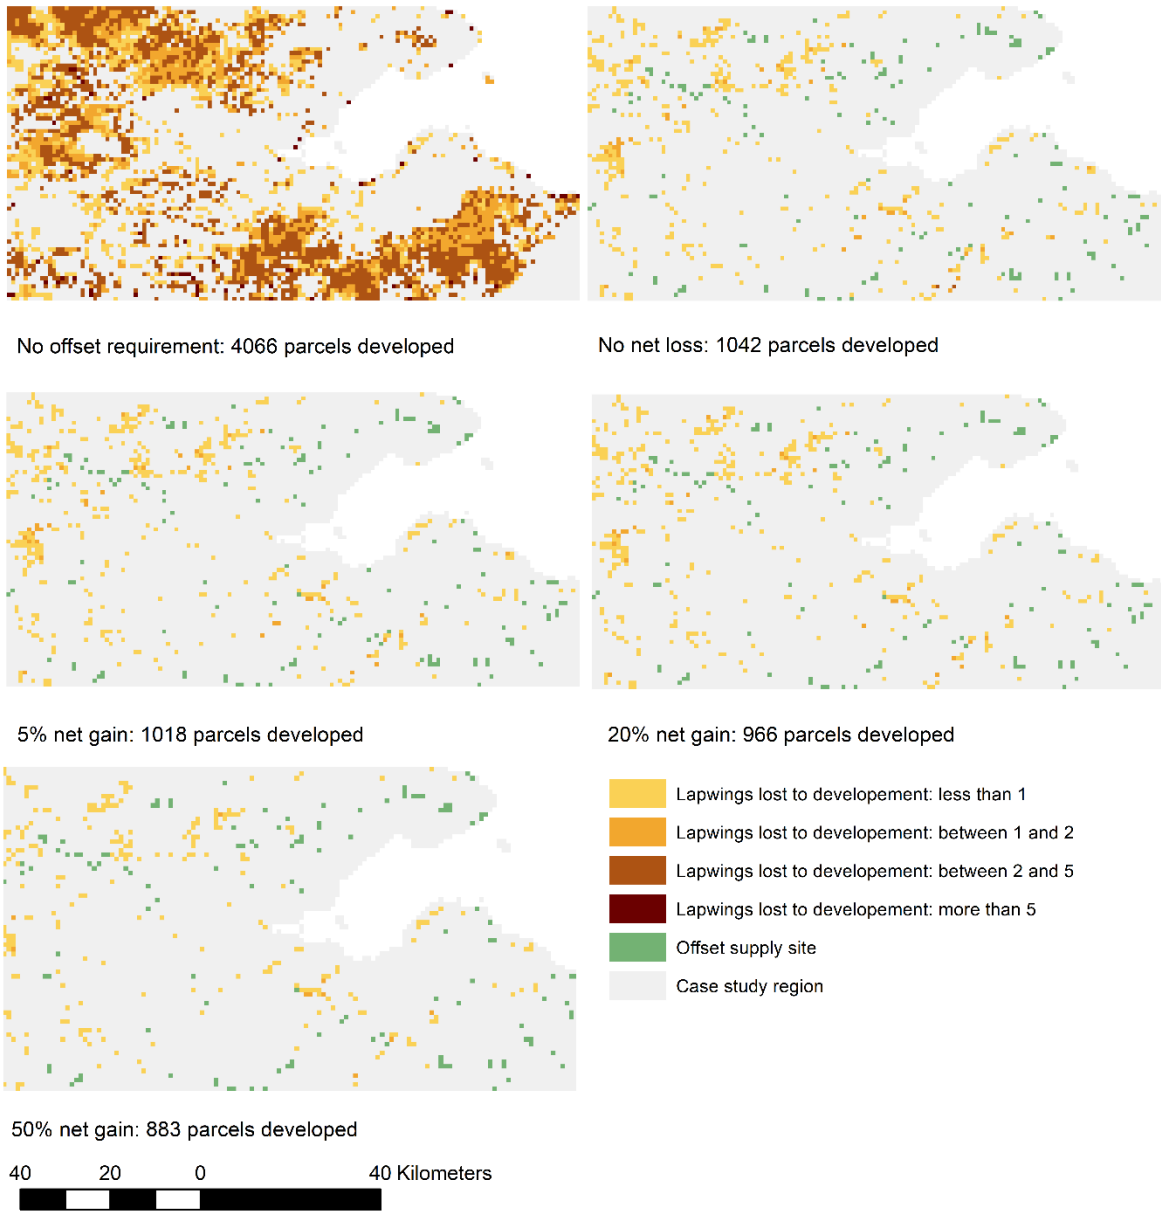 No offset requirement: 4066 parcels developed
No net loss: 1042 parcels developed
5% net gain: 1018 parcels developed
20% net gain: 966 parcels developed
Lapwings lost to developement: less than 1
Lapwings lost to developement: between 1 and 2
Lapwings lost to developement: between 2 and 5
Lapwings lost to developement: more than 5
Offset supply site
Case study region
50% net gain: 883 parcels developed
40 20 0 40 Kilometers